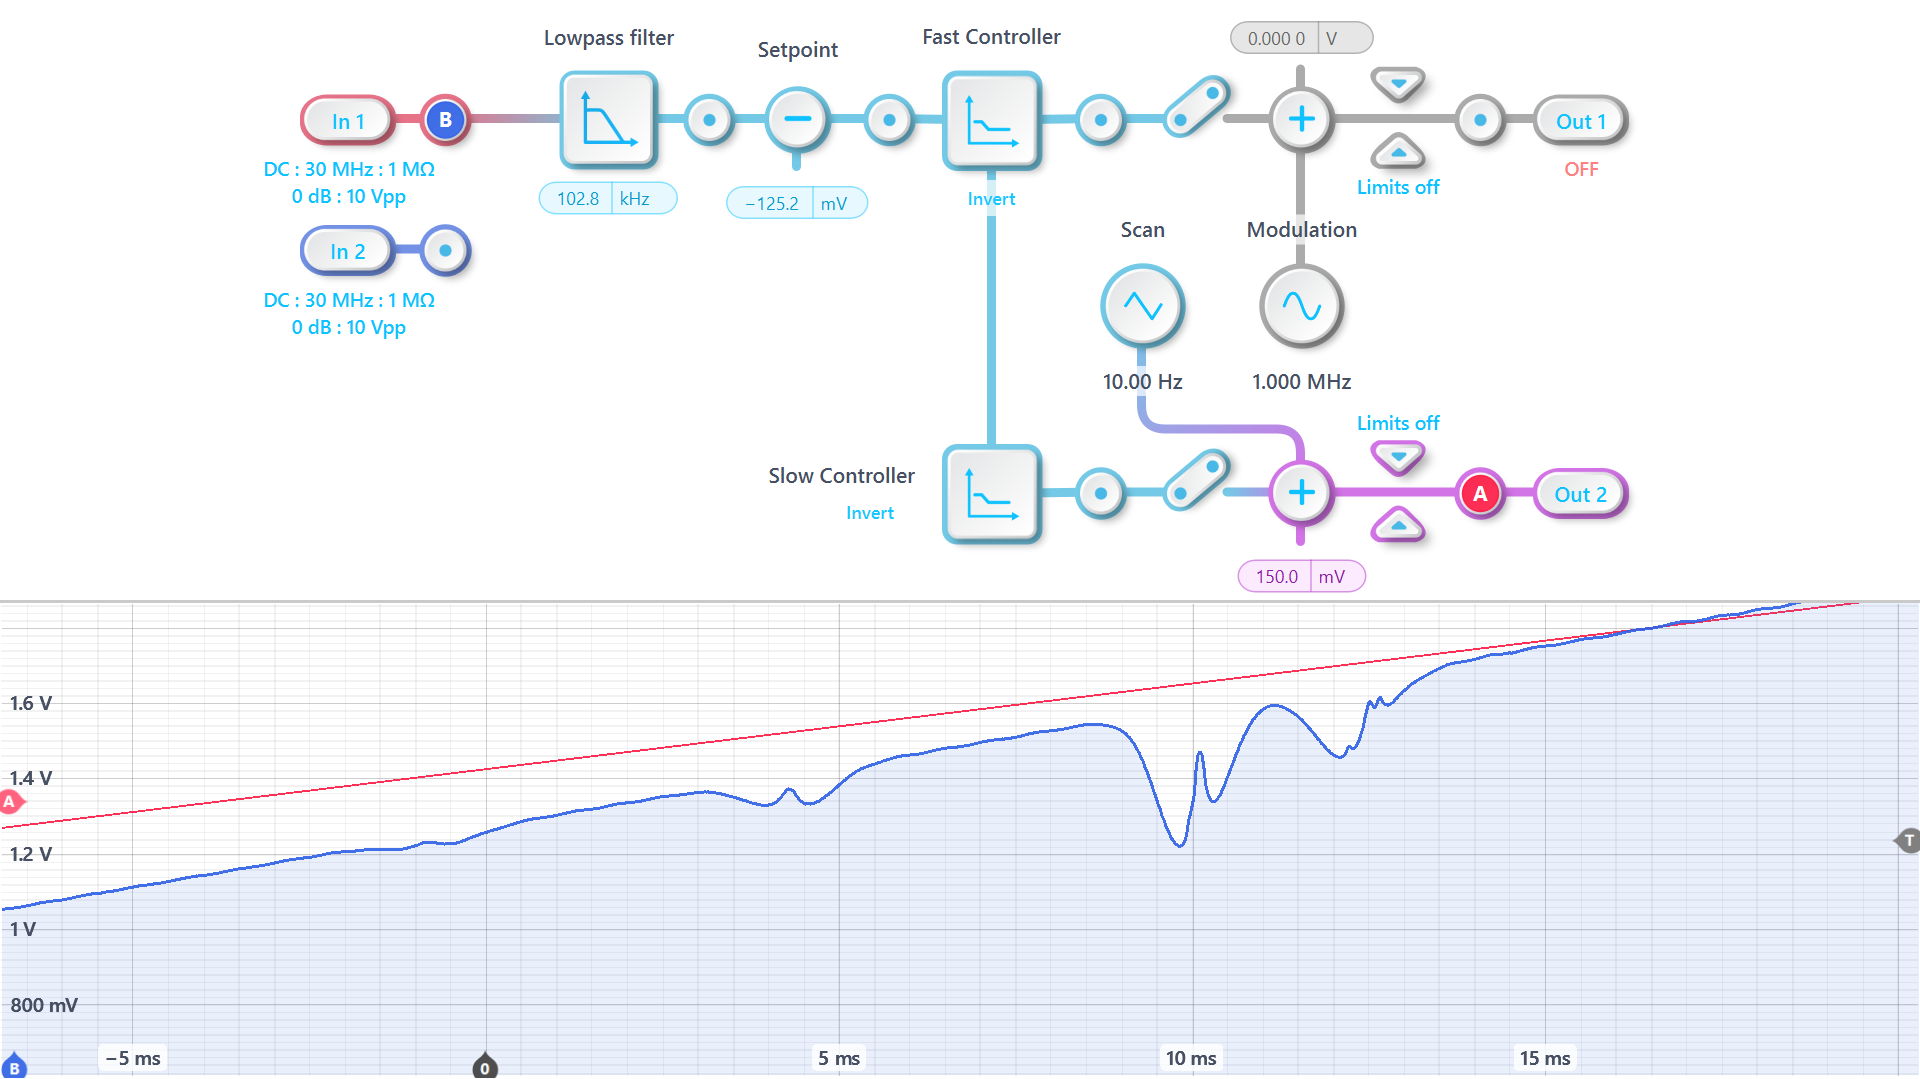 Lowpass filter
Setpoint
Fast Controller
0.000 0 V
In 1
B
Out 1
DC : 30 MHz : 1 MΩ
0 dB : 10 Vpp
102.8 kHz
−125.2 mV
Invert
Limits off
OFF
In 2
DC : 30 MHz : 1 MΩ
0 dB : 10 Vpp
Scan
Modulation
10.00 Hz
1.000 MHz
Limits off
Slow Controller
Invert
A
Out 2
150.0 mV
1.6 V
1.4 V
A
1.2 V
T
1 V
800 mV
B
−5 ms
0
5 ms
10 ms
15 ms